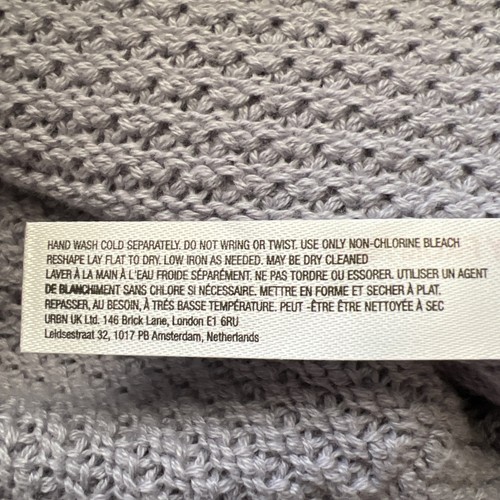 HAND WASH COLD SEPARATELY. DO NOT WRING OR TWIST. USE ONLY NON-CHLORINE BLEACH
RESHAPE LAY FLAT TO DRY. LOW IRON AS NEEDED. MAY BE DRY CLEANED
LAVER À LA MAIN À L'EAU FROIDE SÉPARÉMENT. NE PAS TORDRE OU ESSORER. UTILISER UN AGENT
DE BLANCHIMENT SANS CHLORE SI NÉCESSAIRE. METTRE EN FORME ET SECHER À PLAT.
REPASSER, AU BESOIN, À TRÈS BASSE TEMPÉRATURE. PEUT -ÊTRE ÊTRE NETTOYÉE À SEC
URBN UK Ltd. 146 Brick Lane, London E1 6RU
Leidsestraat 32, 1017 PB Amsterdam, Netherlands